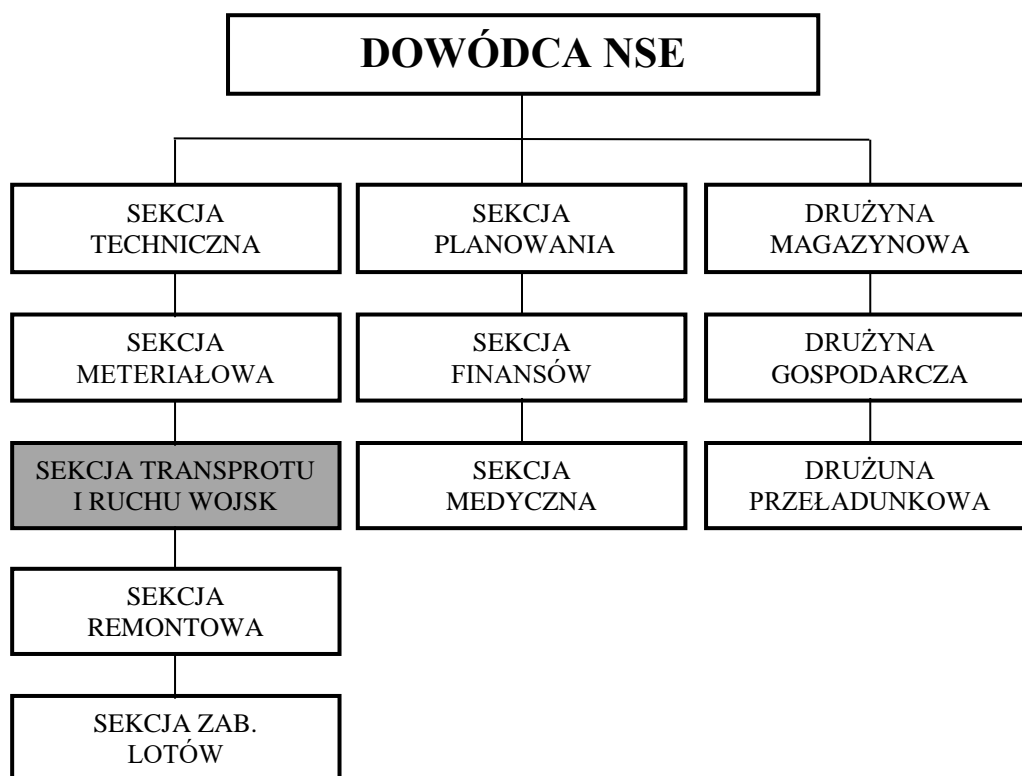 DOWÓDCA NSE
SEKCJA
TECHNICZNA
SEKCJA
PLANOWANIA
DRUŻYNA
MAGAZYNOWA
SEKCJA
METERIAŁOWA
SEKCJA
FINANSÓW
DRUŻYNA
GOSPODARCZA
SEKCJA TRANSPROTU
I RUCHU WOJSK
SEKCJA
MEDYCZNA
DRUŻUNA
PRZEŁADUNKOWA
SEKCJA
REMONTOWA
SEKCJA ZAB.
LOTÓW